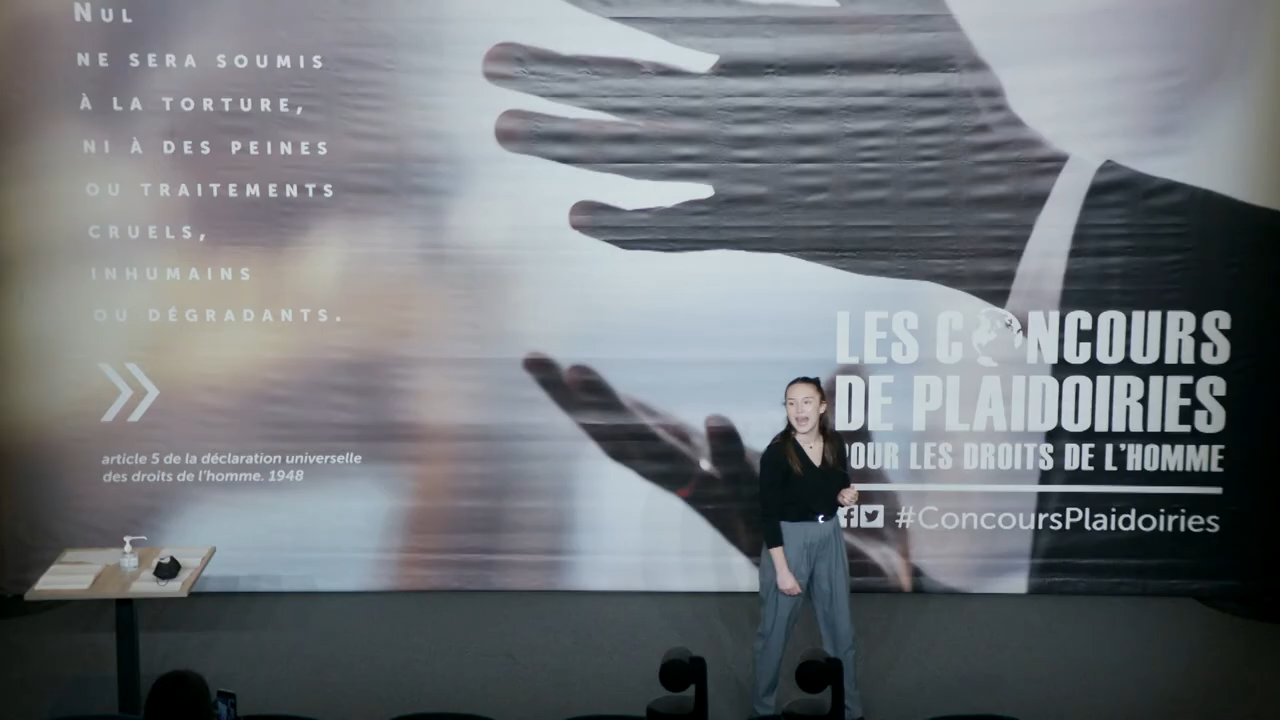 NUL
NE SERA SOUMIS
À LA TORTURE,
NI À DES PEINES
OU TRAITEMENTS
CRUELS,
INHUMAINS
OU DÉGRADANTS.
article 5 de la déclaration universelle
des droits de l'homme. 1948
LES CONCOURS
DE PLAIDOIRIES
POUR LES DROITS DE L'HOMME
#ConcoursPlaidoiries